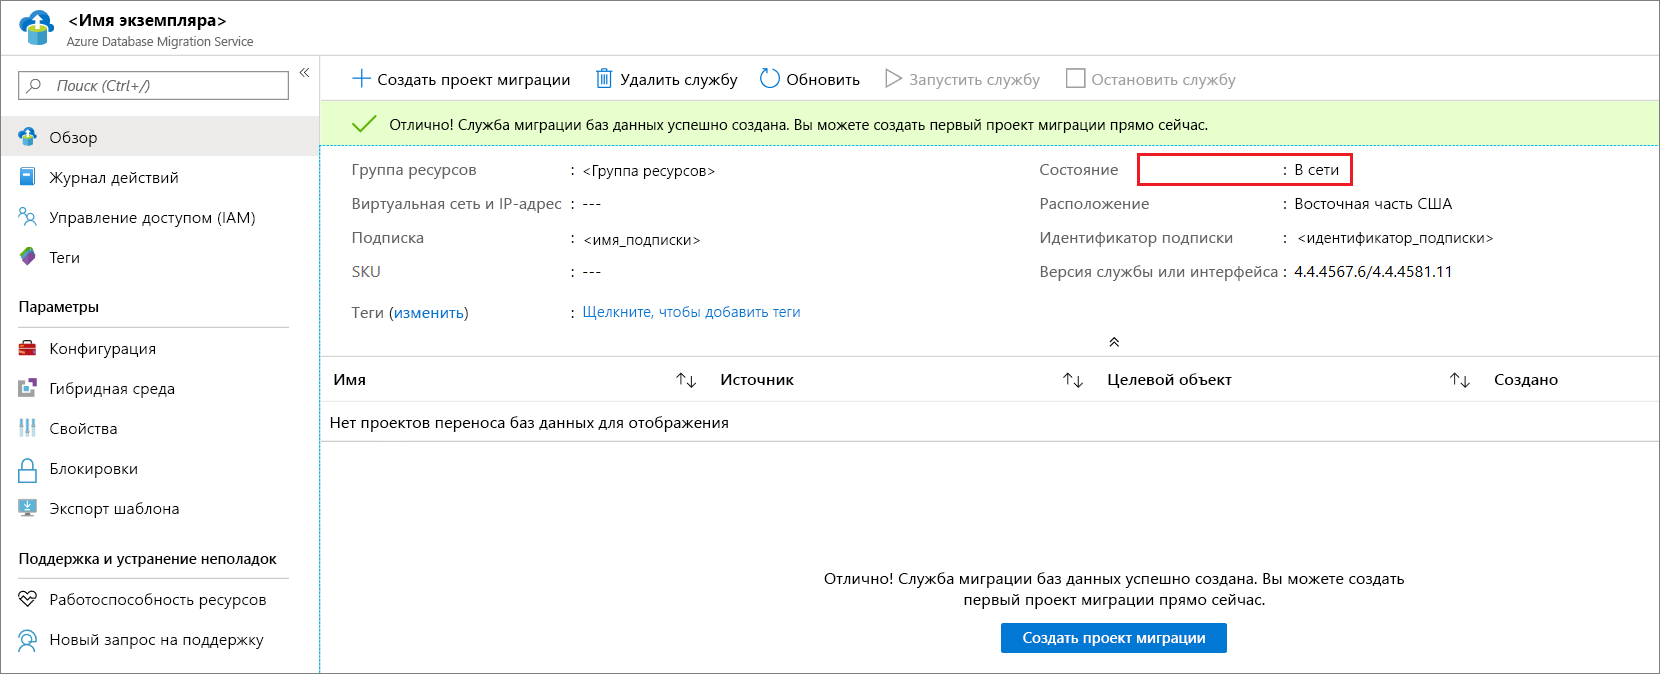 <Имя экземпляра>
Azure Database Migration Service
Поиск (Ctrl+/)
«
Обзор
Журнал действий
Управление доступом (IAM)
Теги
Параметры
Конфигурация
Гибридная среда
Свойства
Блокировки
Экспорт шаблона
Поддержка и устранение неполадок
Работоспособность ресурсов
Новый запрос на поддержку
Создать проект миграции Удалить службу Обновить Запустить службу Остановить службу
Отлично! Служба миграции баз данных успешно создана. Вы можете создать первый проект миграции прямо сейчас.
Группа ресурсов : <Группа ресурсов>
Виртуальная сеть и IP-адрес : ---
Подписка : <имя_подписки>
SKU : ---
Теги (изменить) : Щелкните, чтобы добавить теги
Состояние : В сети
Расположение : Восточная часть США
Идентификатор подписки : <идентификатор_подписки>
Версия службы или интерфейса : 4.4.4567.6/4.4.4581.11
Имя Источник Целевой объект Создано
Нет проектов переноса баз данных для отображения
Отлично! Служба миграции баз данных успешно создана. Вы можете создать
первый проект миграции прямо сейчас.
Создать проект миграции